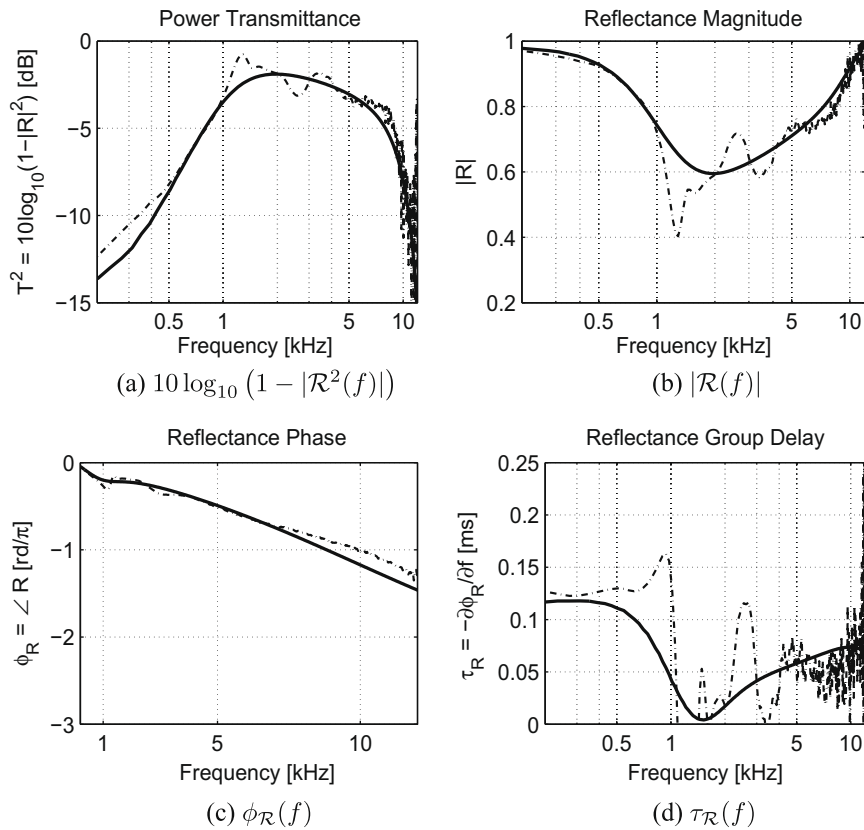 Power Transmittance
T² = 10log₁₀(1−|R|²) [dB]
0
−5
−10
−15
0.5 1 5 10
Frequency [kHz]
(a) 10 log₁₀ (1 − |ℛ²(f)|)
Reflectance Magnitude
|R|
1
0.8
0.6
0.4
0.2
0.5 1 5 10
Frequency [kHz]
(b) |ℛ(f)|
Reflectance Phase
ϕ_R = ∠ R [rd/π]
0
−1
−2
−3
1 5 10
Frequency [kHz]
(c) ϕ_ℛ(f)
Reflectance Group Delay
τ_R = −∂ϕ_R/∂f [ms]
0.25
0.2
0.15
0.1
0.05
0
0.5 1 5 10
Frequency [kHz]
(d) τ_ℛ(f)